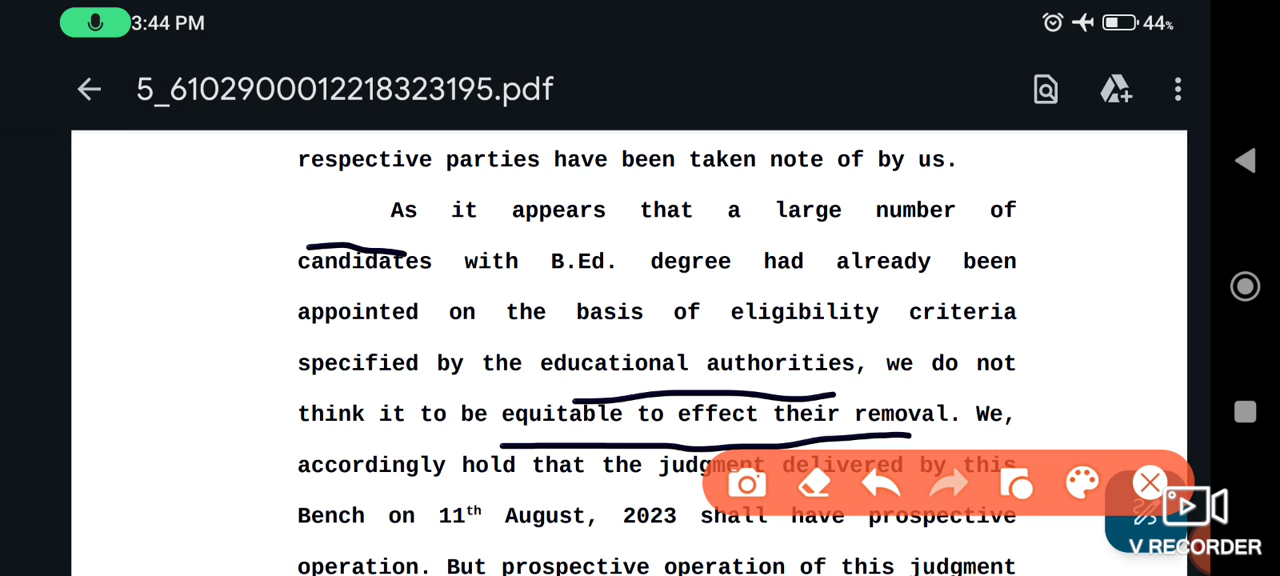 3:44 PM
44%
5_6102900012218323195.pdf
respective parties have been taken note of by us.
As it appears that a large number of
candidates with B.Ed. degree had already been
appointed on the basis of eligibility criteria
specified by the educational authorities, we do not
think it to be equitable to effect their removal. We,
accordingly hold that the judgment delivered by this
Bench on 11th August, 2023 shall have prospective
operation. But prospective operation of this judgment
V RECORDER